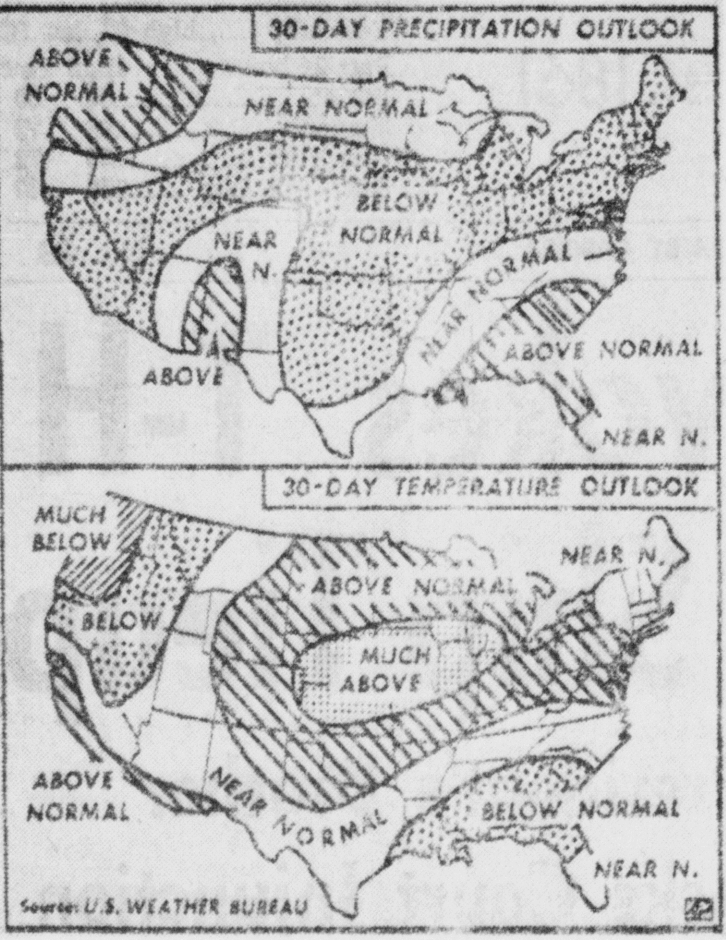 30-DAY PRECIPITATION OUTLOOK
ABOVE
NORMAL
NEAR NORMAL
BELOW
NORMAL
NEAR
N.
NEAR NORMAL
ABOVE NORMAL
ABOVE
NEAR N.
30-DAY TEMPERATURE OUTLOOK
MUCH
BELOW
NEAR N.
ABOVE NORMAL
BELOW
MUCH
ABOVE
ABOVE
NORMAL
NEAR NORMAL
BELOW NORMAL
NEAR N.
Source: U.S. WEATHER BUREAU
AP